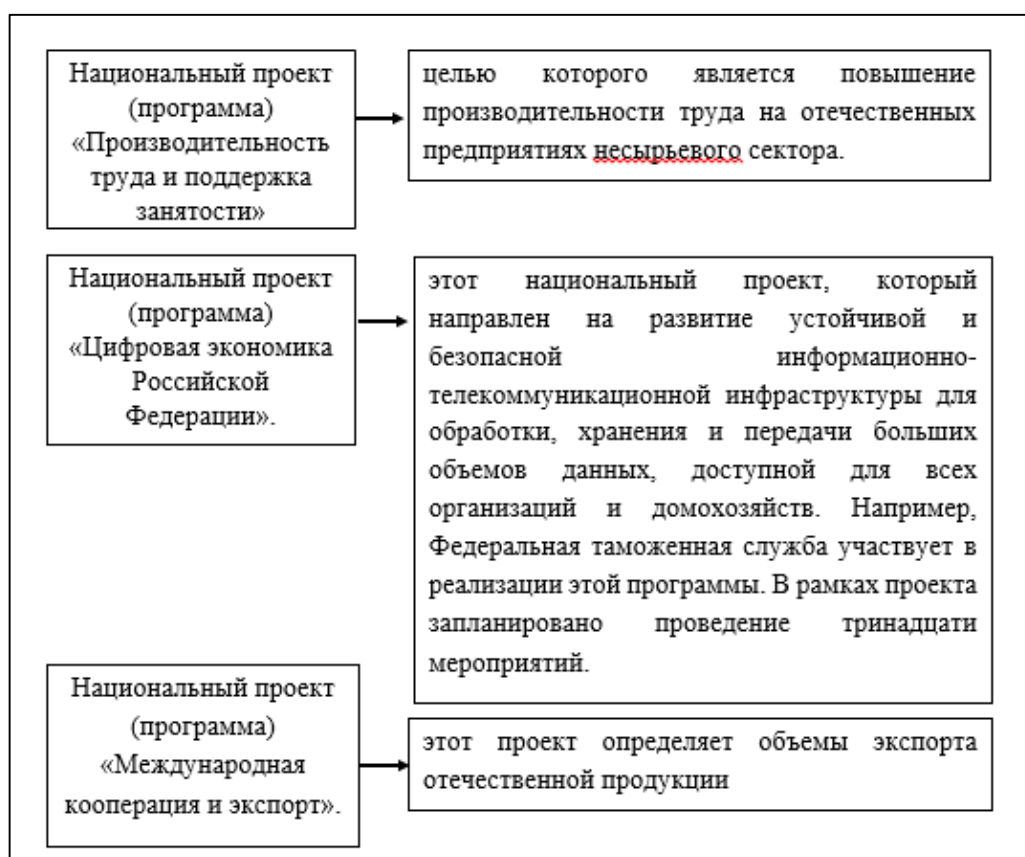 Национальный проект
(программа)
«Производительность
труда и поддержка
занятости»
целью которого является повышение
производительности труда на отечественных
предприятиях несырьевого сектора.
Национальный проект
(программа)
«Цифровая экономика
Российской
Федерации».
этот национальный проект, который
направлен на развитие устойчивой и
безопасной информационно-
телекоммуникационной инфраструктуры для
обработки, хранения и передачи больших
объемов данных, доступной для всех
организаций и домохозяйств. Например,
Федеральная таможенная служба участвует в
реализации этой программы. В рамках проекта
запланировано проведение тринадцати
мероприятий.
Национальный проект
(программа)
«Международная
кооперация и экспорт».
этот проект определяет объемы экспорта
отечественной продукции